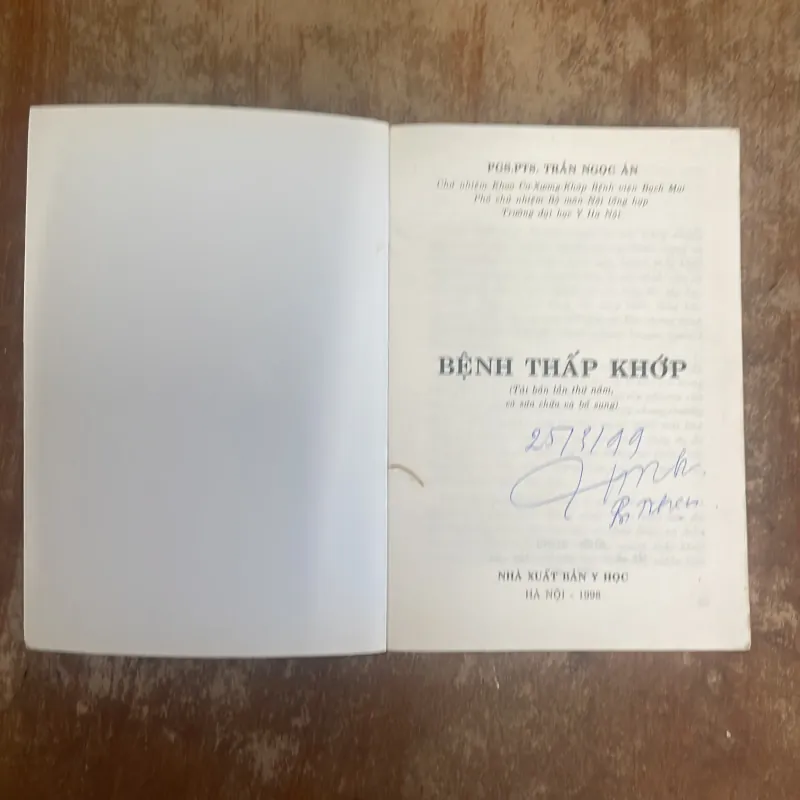 PGS.PTS. TRẦN NGỌC ÂN
Chủ nhiệm Khoa Cơ-Xương-Khớp Bệnh viện Bạch Mai
Phó chủ nhiệm Bộ môn Nội tổng hợp
Trường đại học Y Hà Nội
BỆNH THẤP KHỚP
(Tái bản lần thứ năm,
có sửa chữa và bổ sung)
25/3/99
NHÀ XUẤT BẢN Y HỌC
HÀ NỘI - 1998